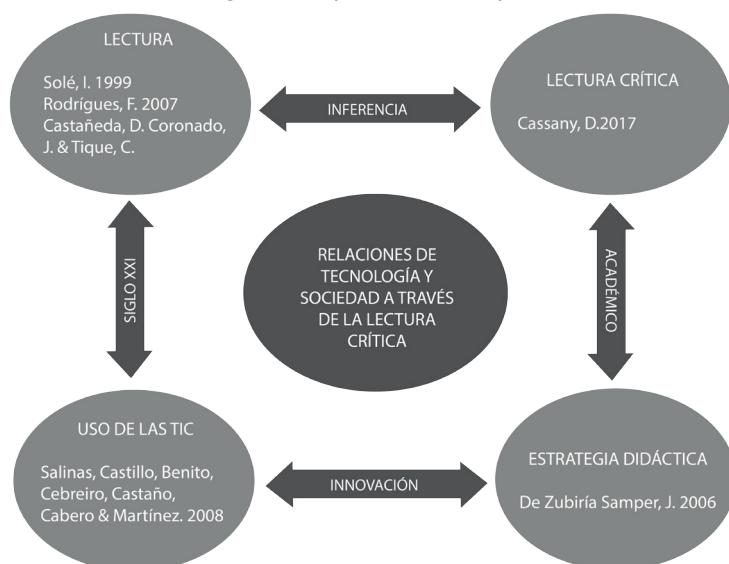 LECTURA
Solé, I. 1999
Rodrígues, F. 2007
Castañeda, D. Coronado,
J. & Tique, C.
INFERENCIA
LECTURA CRÍTICA
Cassany, D.2017
SIGLO XXI
RELACIONES DE
TECNOLOGÍA Y
SOCIEDAD A TRAVÉS
DE LA LECTURA
CRÍTICA
ACADÉMICO
USO DE LAS TIC
Salinas, Castillo, Benito,
Cebreiro, Castaño,
Cabero & Martínez. 2008
INNOVACIÓN
ESTRATEGIA DIDÁCTICA
De Zubiría Samper, J. 2006